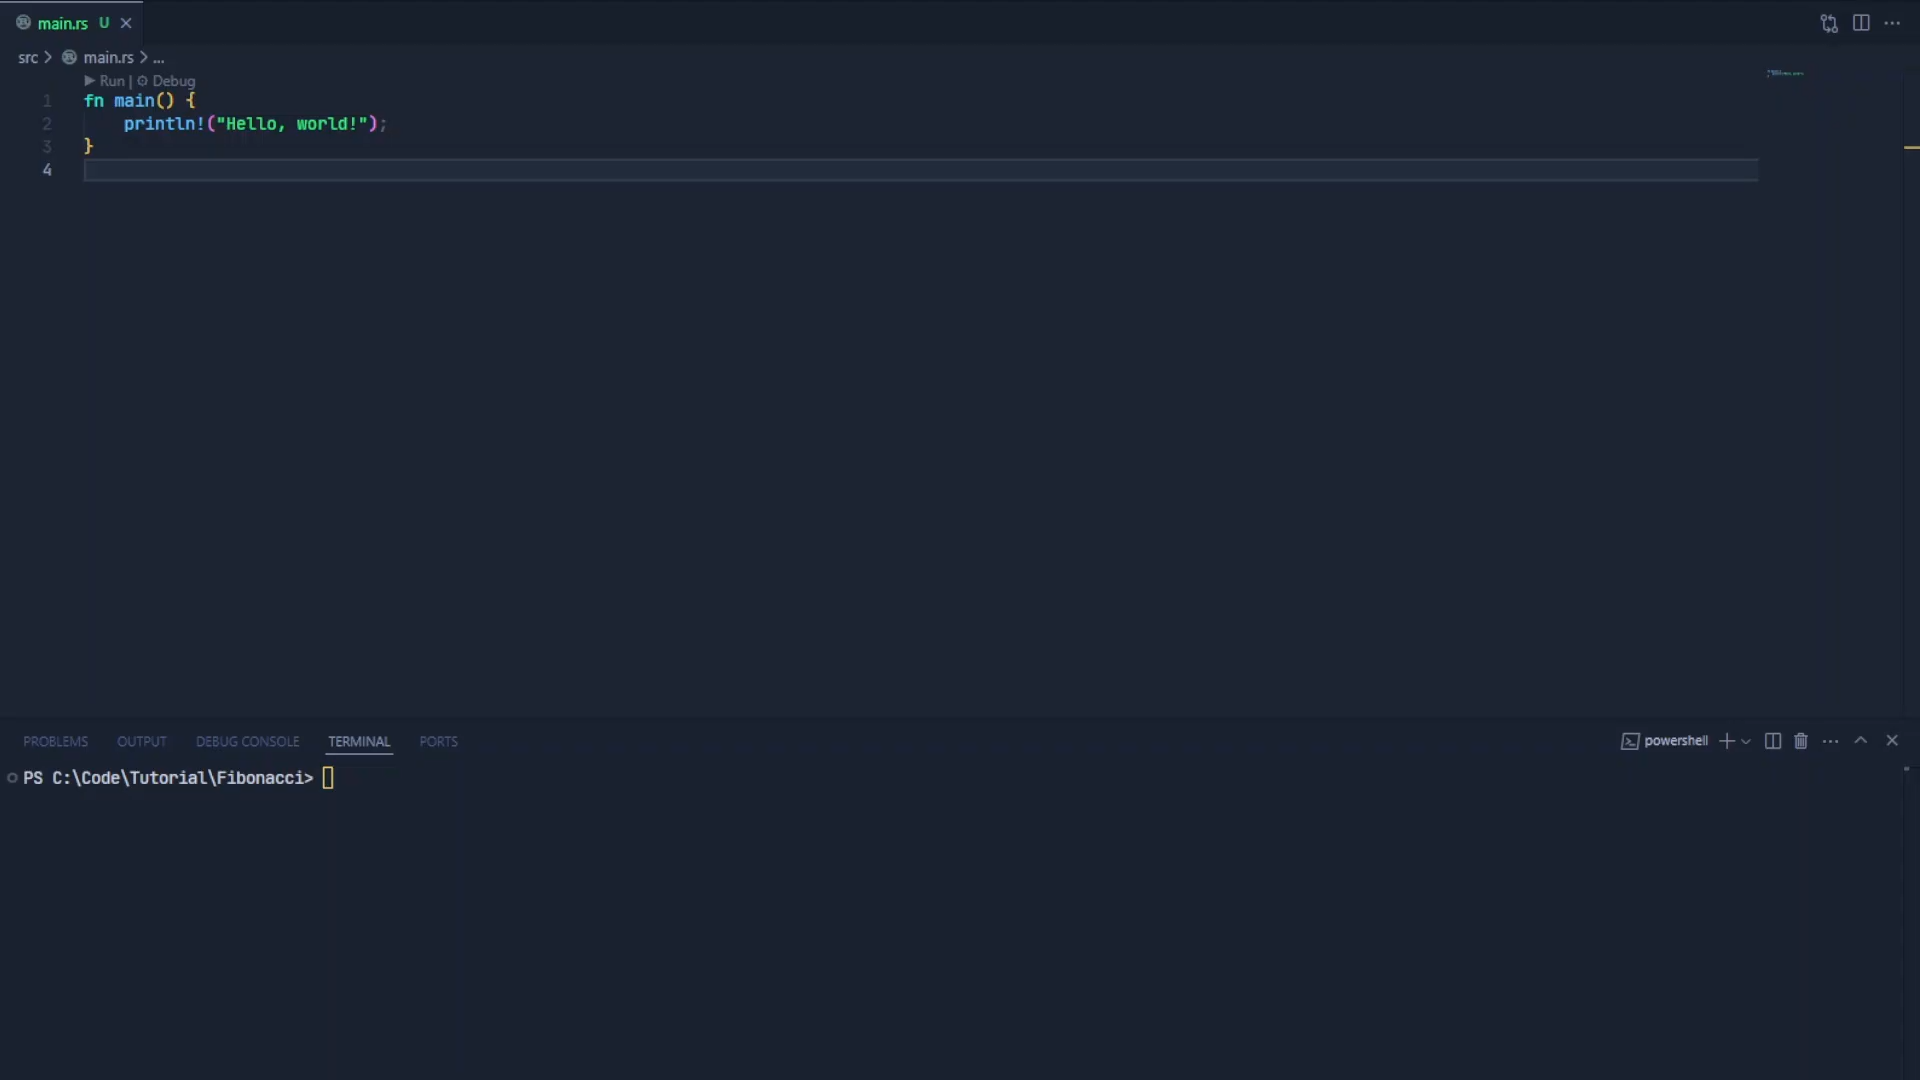 main.rs U
src > main.rs > ...
Run | Debug
1 fn main() {
2     println!("Hello, world!");
3 }
4
PROBLEMS OUTPUT DEBUG CONSOLE TERMINAL PORTS powershell
PS C:\Code\Tutorial\Fibonacci>